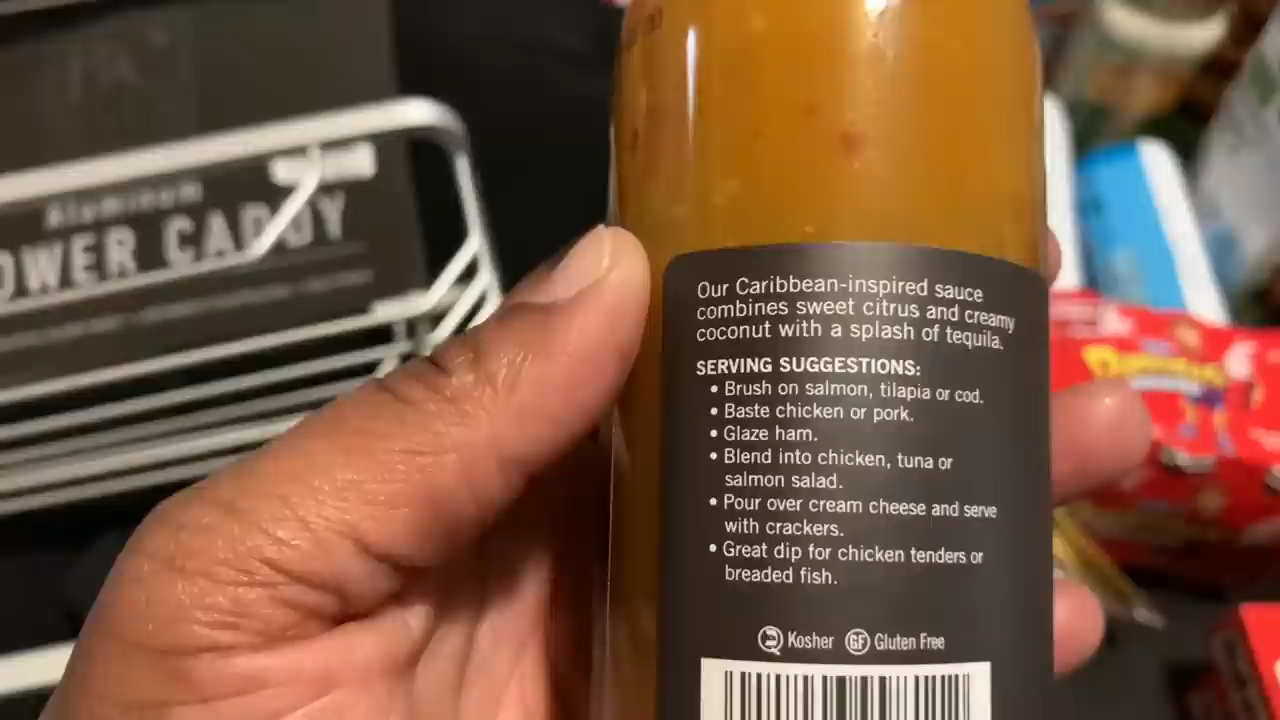 Aluminum
OWER CADDY
Our Caribbean-inspired sauce
combines sweet citrus and creamy
coconut with a splash of tequila.
SERVING SUGGESTIONS:
• Brush on salmon, tilapia or cod.
• Baste chicken or pork.
• Glaze ham.
• Blend into chicken, tuna or
salmon salad.
• Pour over cream cheese and serve
with crackers.
• Great dip for chicken tenders or
breaded fish.
Kosher GF Gluten Free